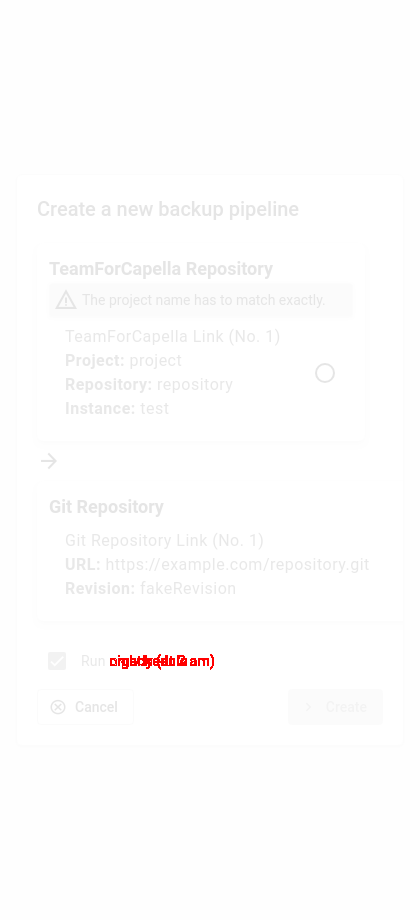 Create a new backup pipeline
TeamForCapella Repository
The project name has to match exactly.
TeamForCapella Link (No. 1)
Project: project
Repository: repository
Instance: test
Git Repository
Git Repository Link (No. 1)
URL: https://example.com/repository.git
Revision: fakeRevision
Run
Cancel
Create